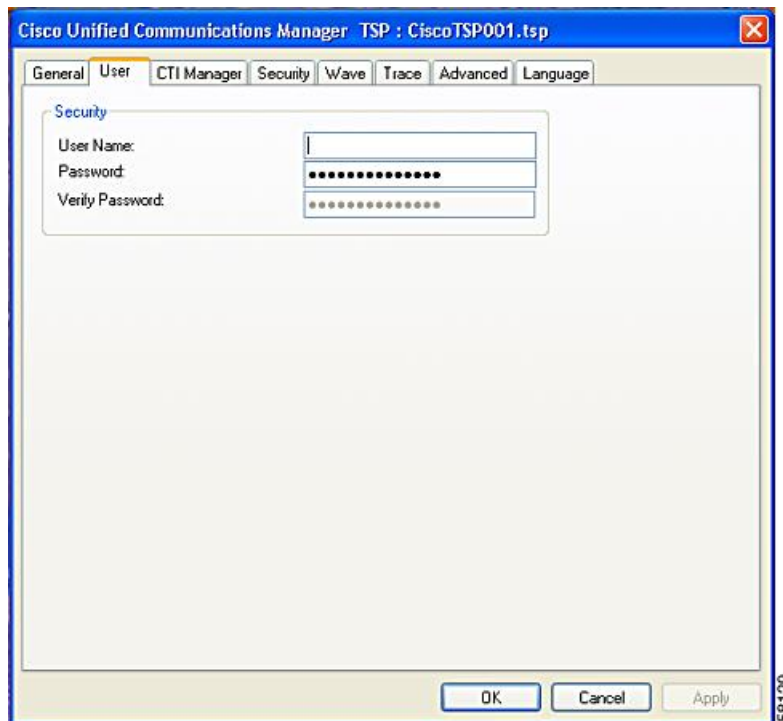 Cisco Unified Communications Manager TSP : CiscoTSP001.tsp
General User CTI Manager Security Wave Trace Advanced Language
Security
User Name:
Password:
Verify Password:
OK Cancel Apply